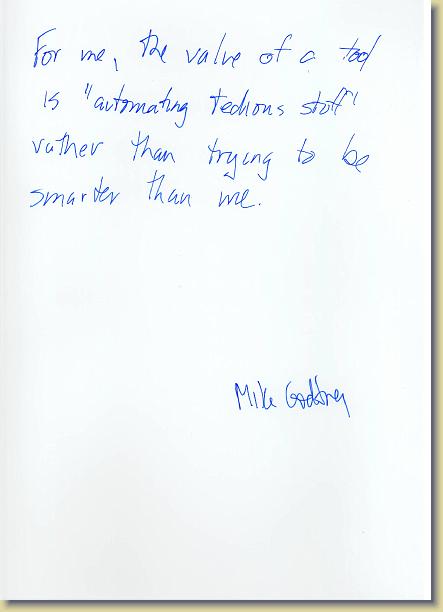 For me, the value of a tool
is "automating tedious stuff"
rather than trying to be
smarter than me.
Mike Godfrey